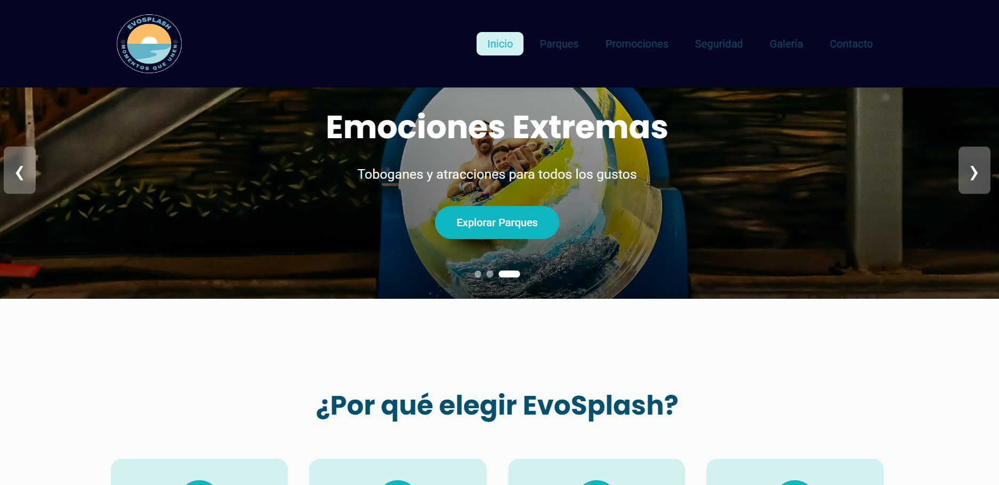 EVOSPLASH
MOMENTOS QUE UNEN
Inicio Parques Promociones Seguridad Galería Contacto
Emociones Extremas
Toboganes y atracciones para todos los gustos
❮ ❯
Explorar Parques
¿Por qué elegir EvoSplash?